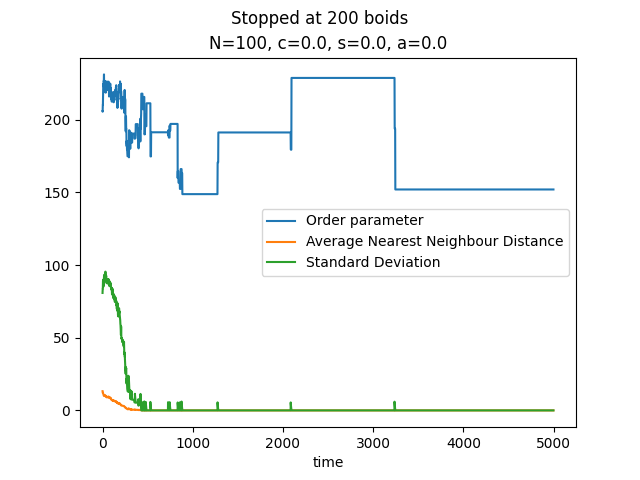 Stopped at 200 boids
N=100, c=0.0, s=0.0, a=0.0
200
150
100
50
0
Order parameter
Average Nearest Neighbour Distance
Standard Deviation
0 1000 2000 3000 4000 5000
time